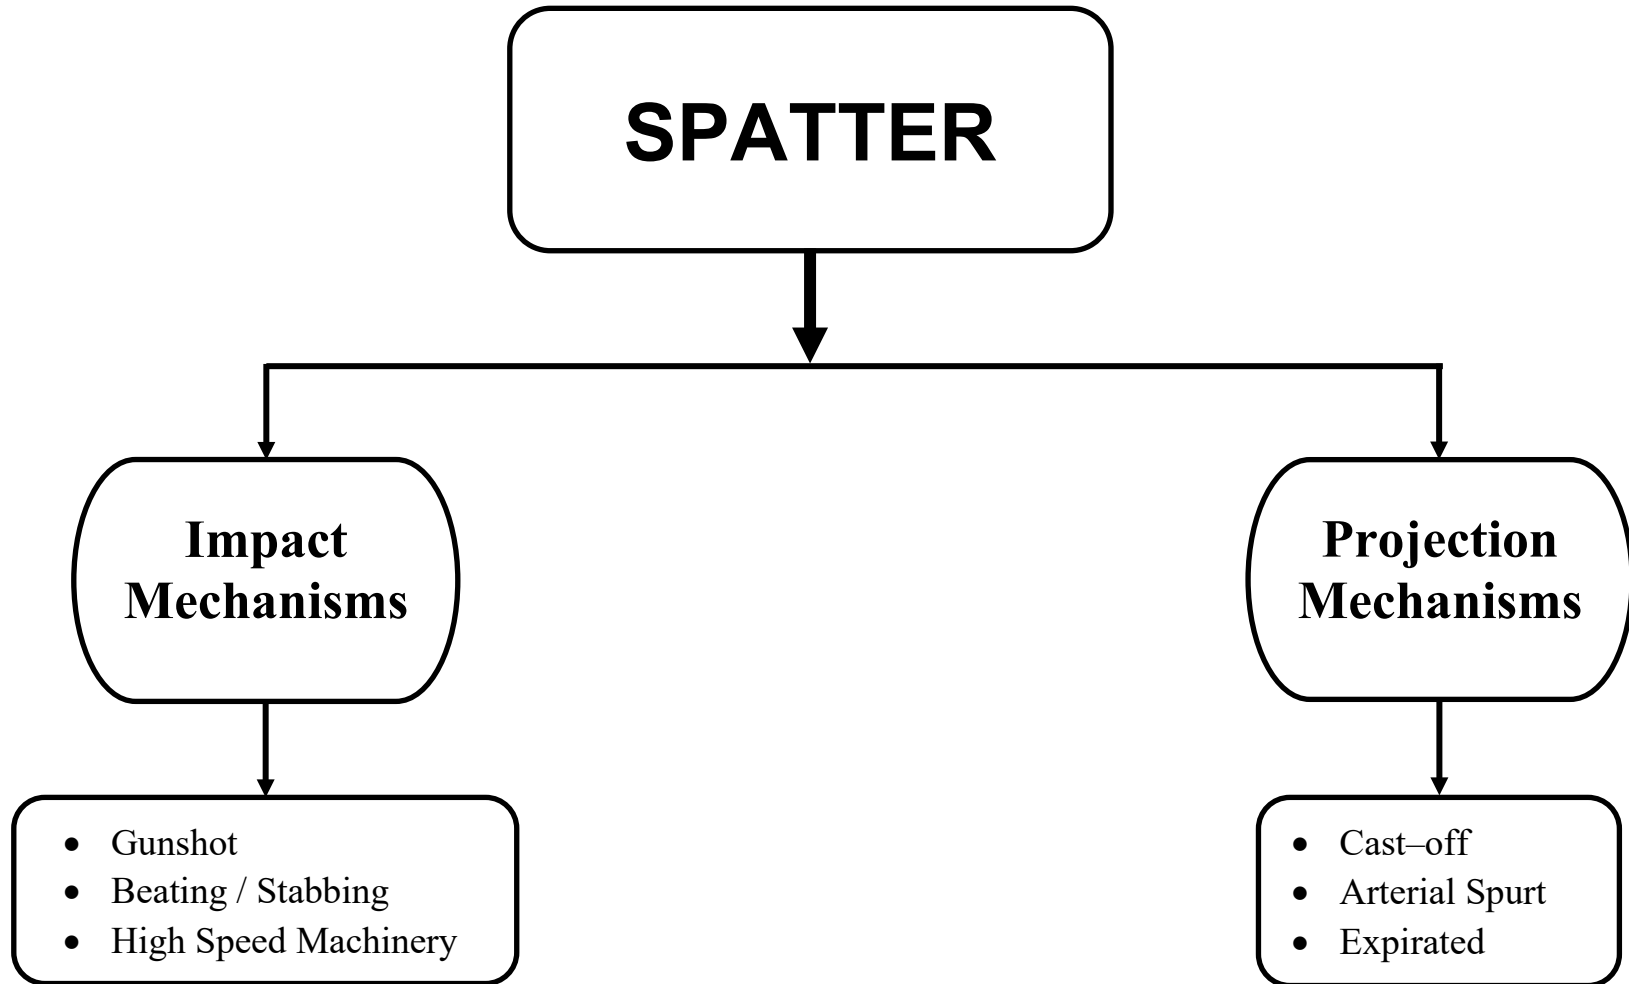 SPATTER
Impact
Mechanisms
Projection
Mechanisms
• Gunshot
• Beating / Stabbing
• High Speed Machinery
• Cast–off
• Arterial Spurt
• Expirated